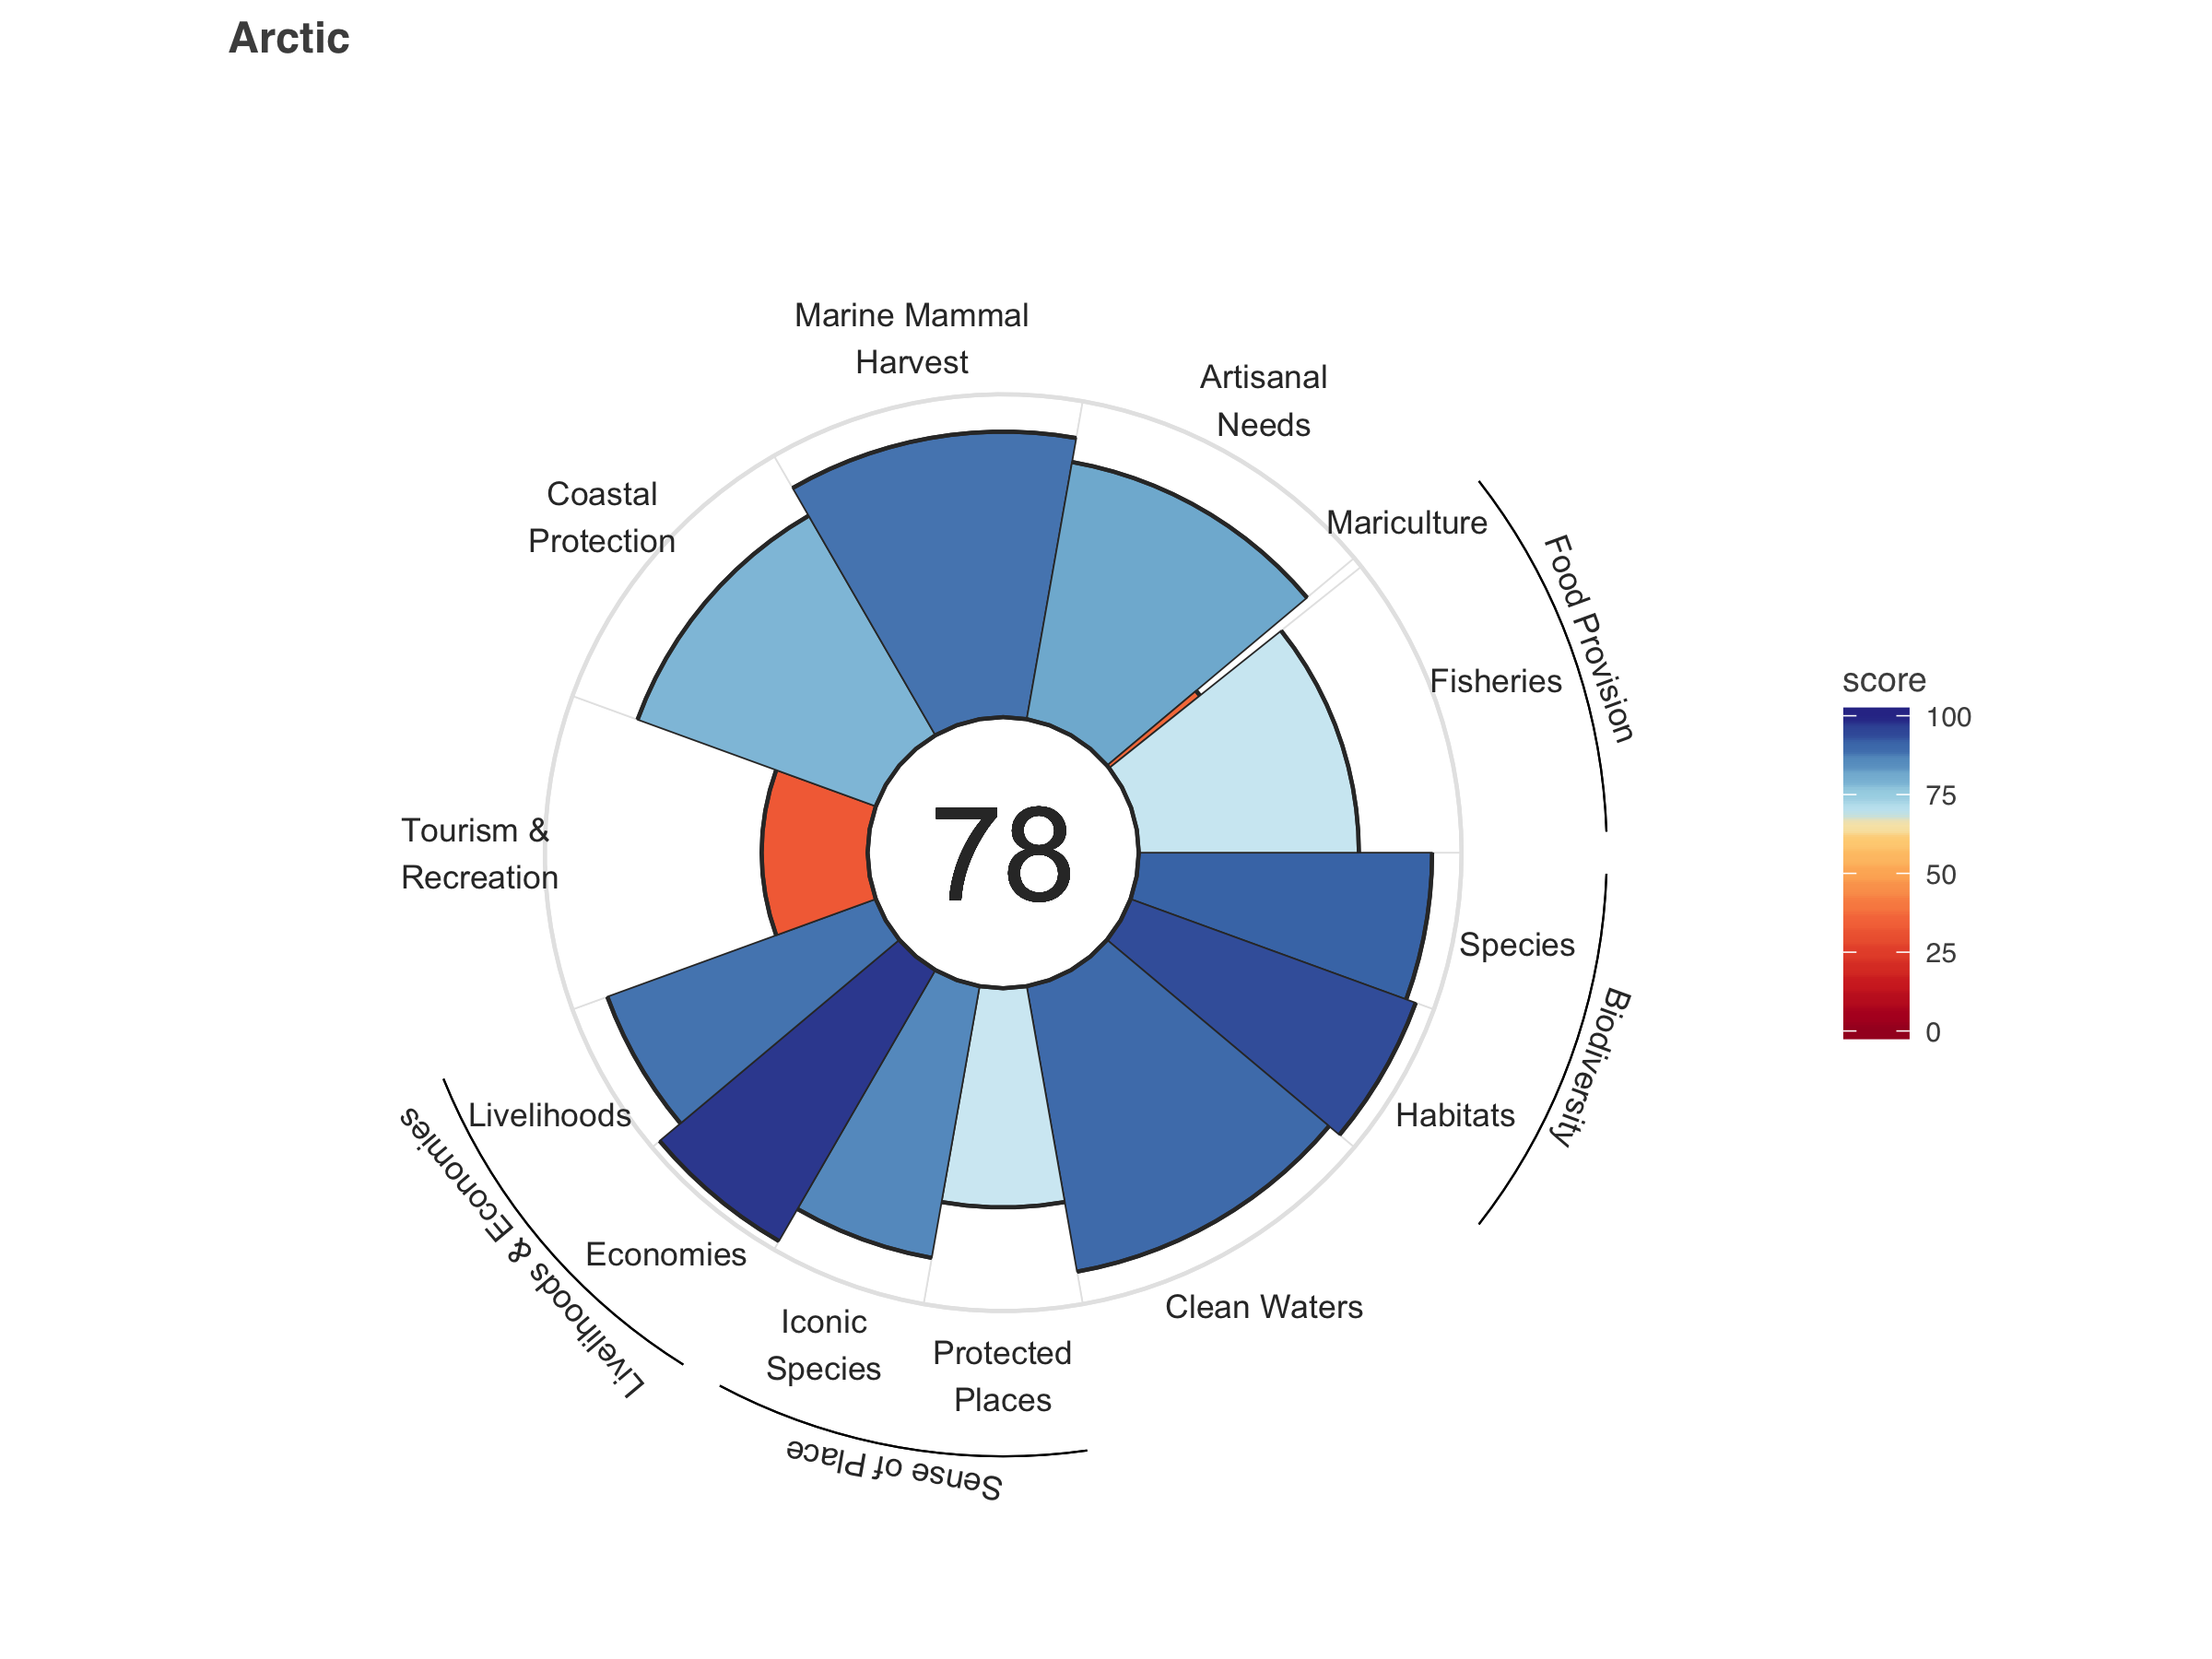 Arctic
Marine Mammal
Harvest
Artisanal
Needs
Coastal
Protection
Mariculture
Food Provision
Fisheries
score
100
75
50
25
0
78
Tourism &
Recreation
Species
Biodiversity
Habitats
Livelihoods
Livelihoods & Economies
Economies
Clean Waters
Iconic
Species
Protected
Places
Sense of Place